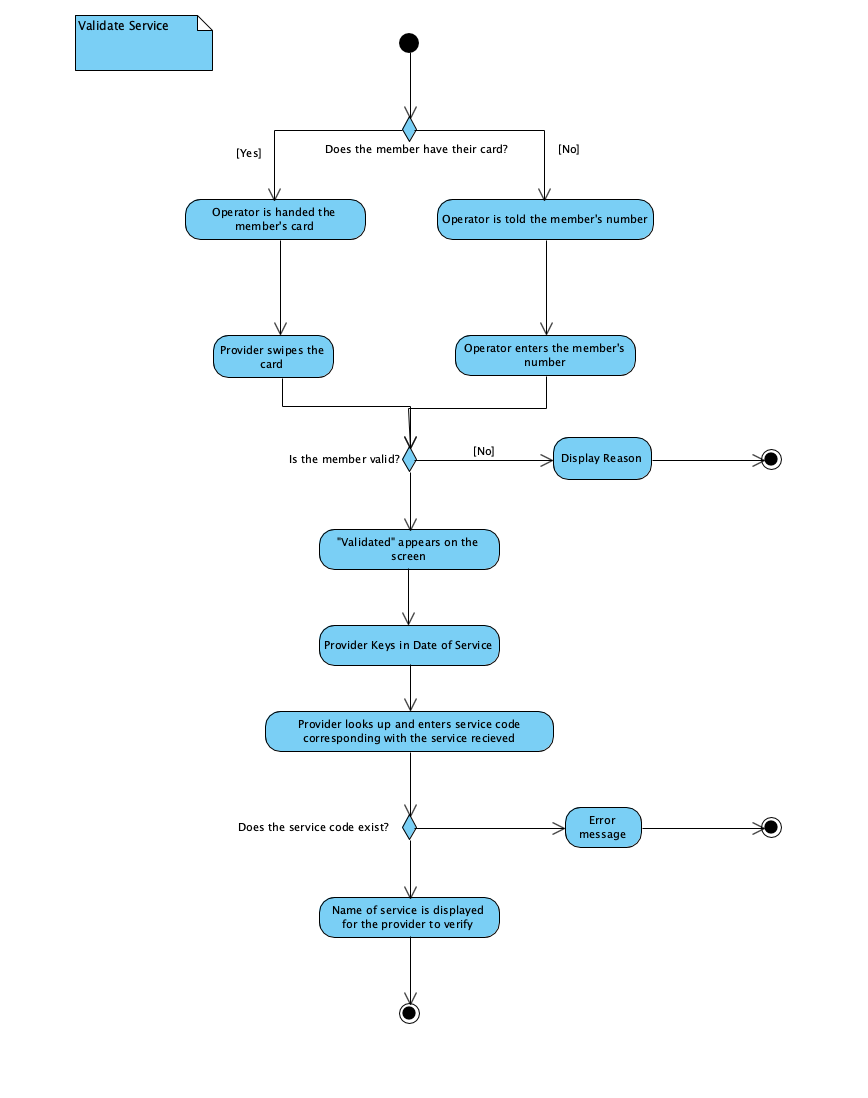 Validate Service
Does the member have their card?
[Yes]
[No]
Operator is handed the
member's card
Operator is told the member's number
Provider swipes the
card
Operator enters the member's
number
Is the member valid?
[No]
Display Reason
"Validated" appears on the
screen
Provider Keys in Date of Service
Provider looks up and enters service code
corresponding with the service recieved
Does the service code exist?
Error
message
Name of service is displayed
for the provider to verify